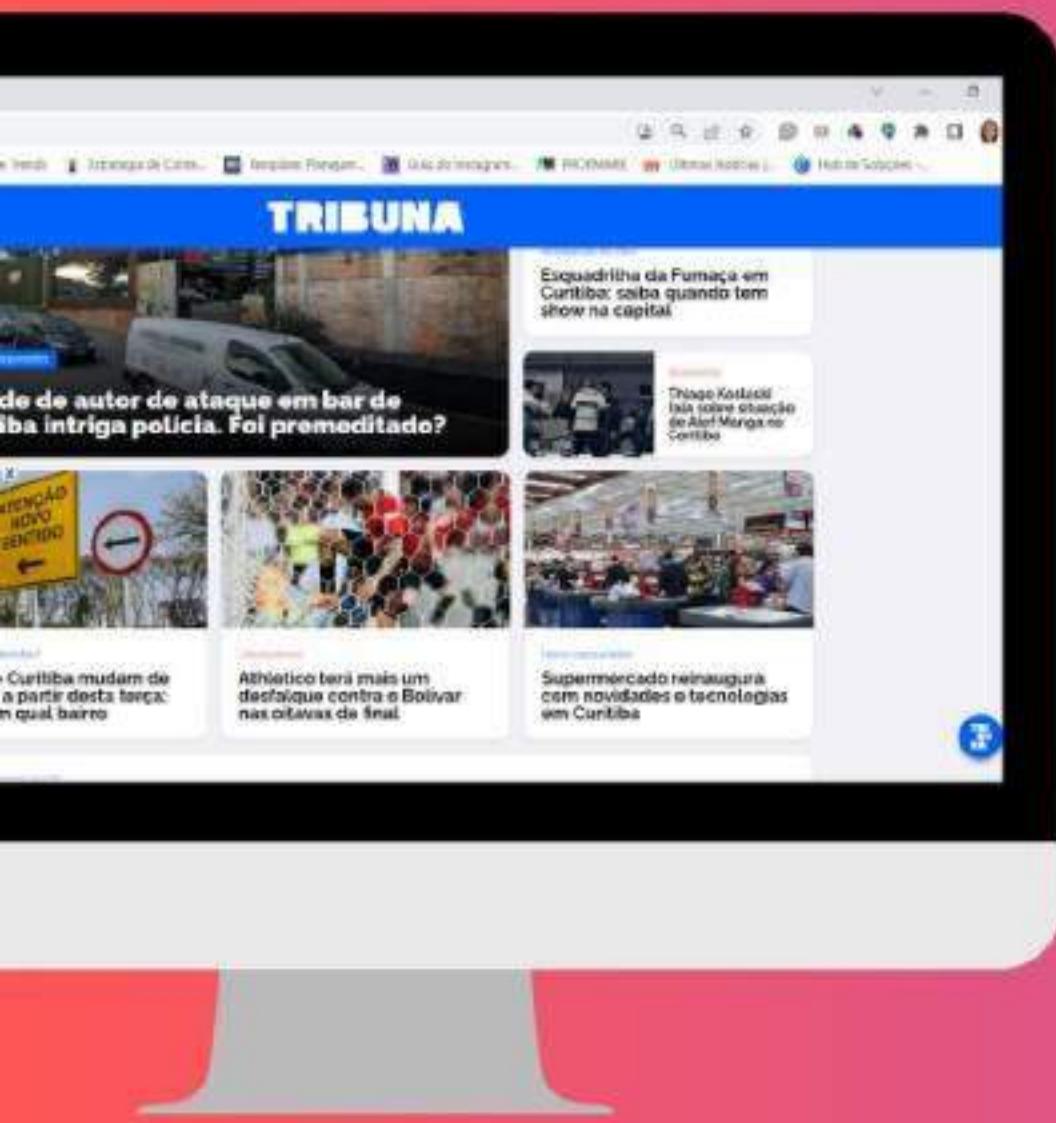 TRIBUNA
Esquadrilha da Fumaça em
Curitiba: saiba quando tem
show na capital
de de autor de ataque em bar de
iba intriga polícia. Foi premeditado?
Thiago Kosloski
fala sobre situação
de Alef Manga no
Coritiba
ATENÇÃO
NOVO
SENTIDO
Curitiba mudam de
a partir desta terça:
m qual bairro
Athletico terá mais um
desfalque contra o Bolívar
nas oitavas de final
Supermercado reinaugura
com novidades e tecnologias
em Curitiba